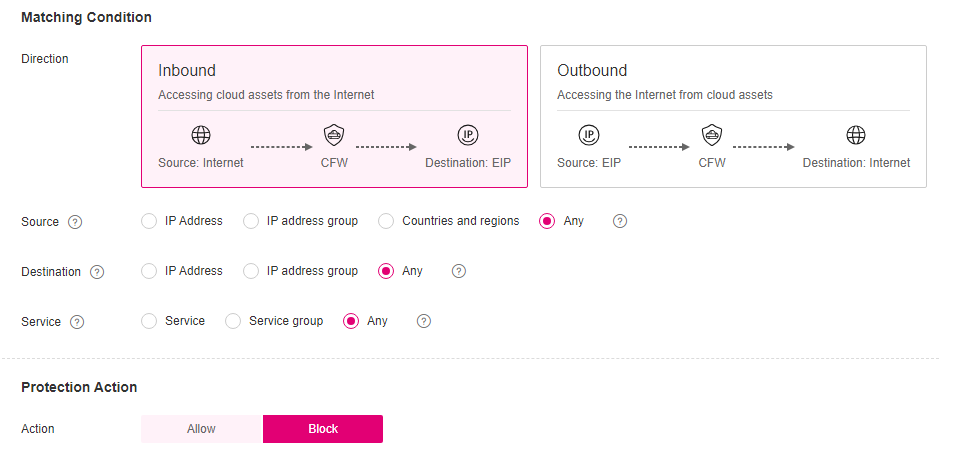 Matching Condition
Direction
Inbound
Accessing cloud assets from the Internet
Source: Internet
CFW
IP
Destination: EIP
Outbound
Accessing the Internet from cloud assets
IP
Source: EIP
CFW
Destination: Internet
Source ? IP Address IP address group Countries and regions Any ?
Destination ? IP Address IP address group Any ?
Service ? Service Service group Any ?
Protection Action
Action Allow Block